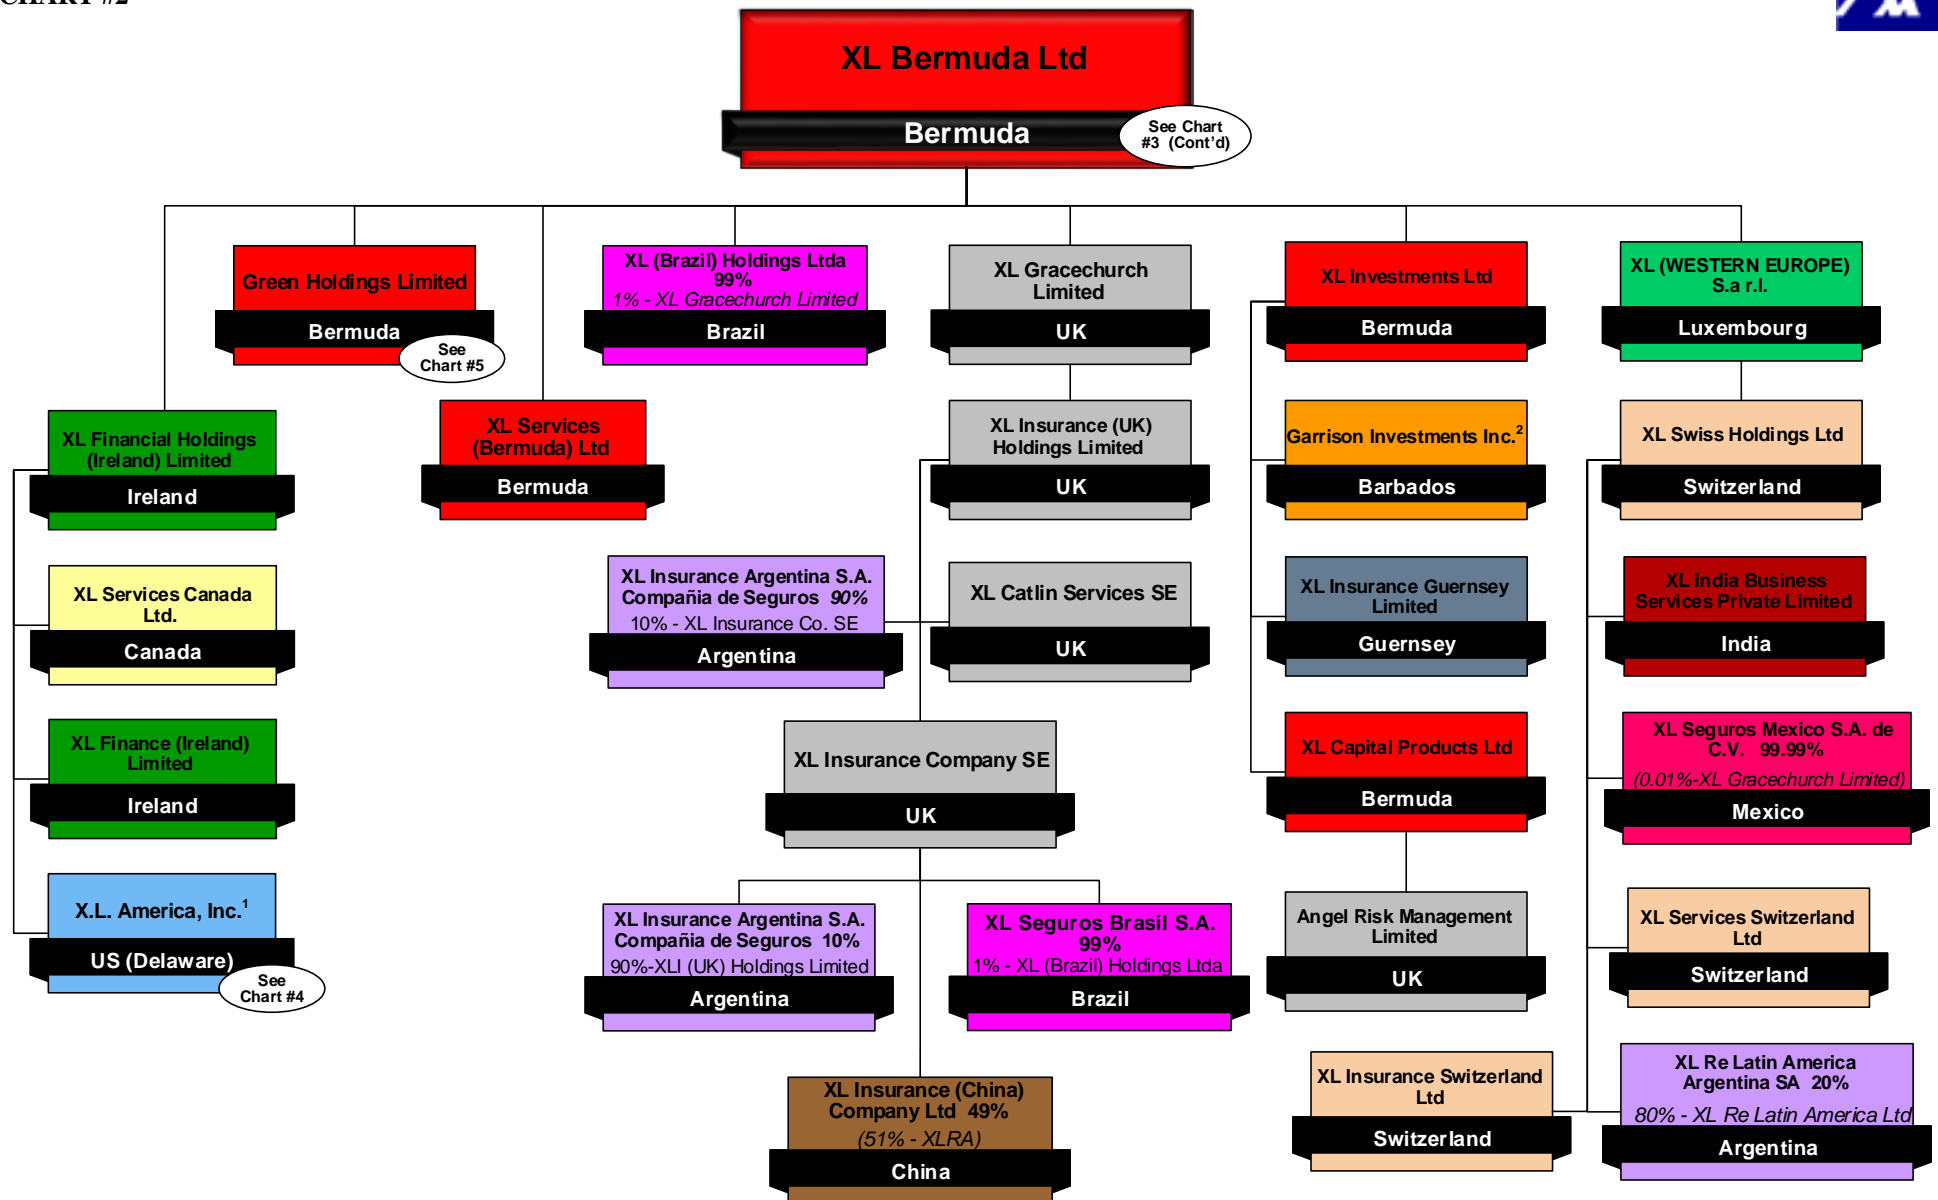 CHART #2
XL Bermuda Ltd
Bermuda
See Chart
#3 (Cont'd)
Green Holdings Limited
Bermuda
See
Chart #5
XL (Brazil) Holdings Ltda
99%
1% - XL Gracechurch Limited
Brazil
XL Gracechurch
Limited
UK
XL Investments Ltd
Bermuda
XL (WESTERN EUROPE)
S.a r.l.
Luxembourg
XL Financial Holdings
(Ireland) Limited
Ireland
XL Services
(Bermuda) Ltd
Bermuda
XL Insurance (UK)
Holdings Limited
UK
Garrison Investments Inc.2
Barbados
XL Swiss Holdings Ltd
Switzerland
XL Services Canada
Ltd.
Canada
XL Insurance Argentina S.A.
Compañia de Seguros 90%
10% - XL Insurance Co. SE
Argentina
XL Catlin Services SE
UK
XL Insurance Guernsey
Limited
Guernsey
XL India Business
Services Private Limited
India
XL Finance (Ireland)
Limited
Ireland
XL Insurance Company SE
UK
XL Capital Products Ltd
Bermuda
XL Seguros Mexico S.A. de
C.V. 99.99%
(0.01%-XL Gracechurch Limited)
Mexico
X.L. America, Inc.1
US (Delaware)
See
Chart #4
XL Insurance Argentina S.A.
Compañia de Seguros 10%
90%-XLI (UK) Holdings Limited
Argentina
XL Seguros Brasil S.A.
99%
1% - XL (Brazil) Holdings Ltda
Brazil
Angel Risk Management
Limited
UK
XL Services Switzerland
Ltd
Switzerland
XL Insurance (China)
Company Ltd 49%
(51% - XLRA)
China
XL Insurance Switzerland
Ltd
Switzerland
XL Re Latin America
Argentina SA 20%
80% - XL Re Latin America Ltd
Argentina